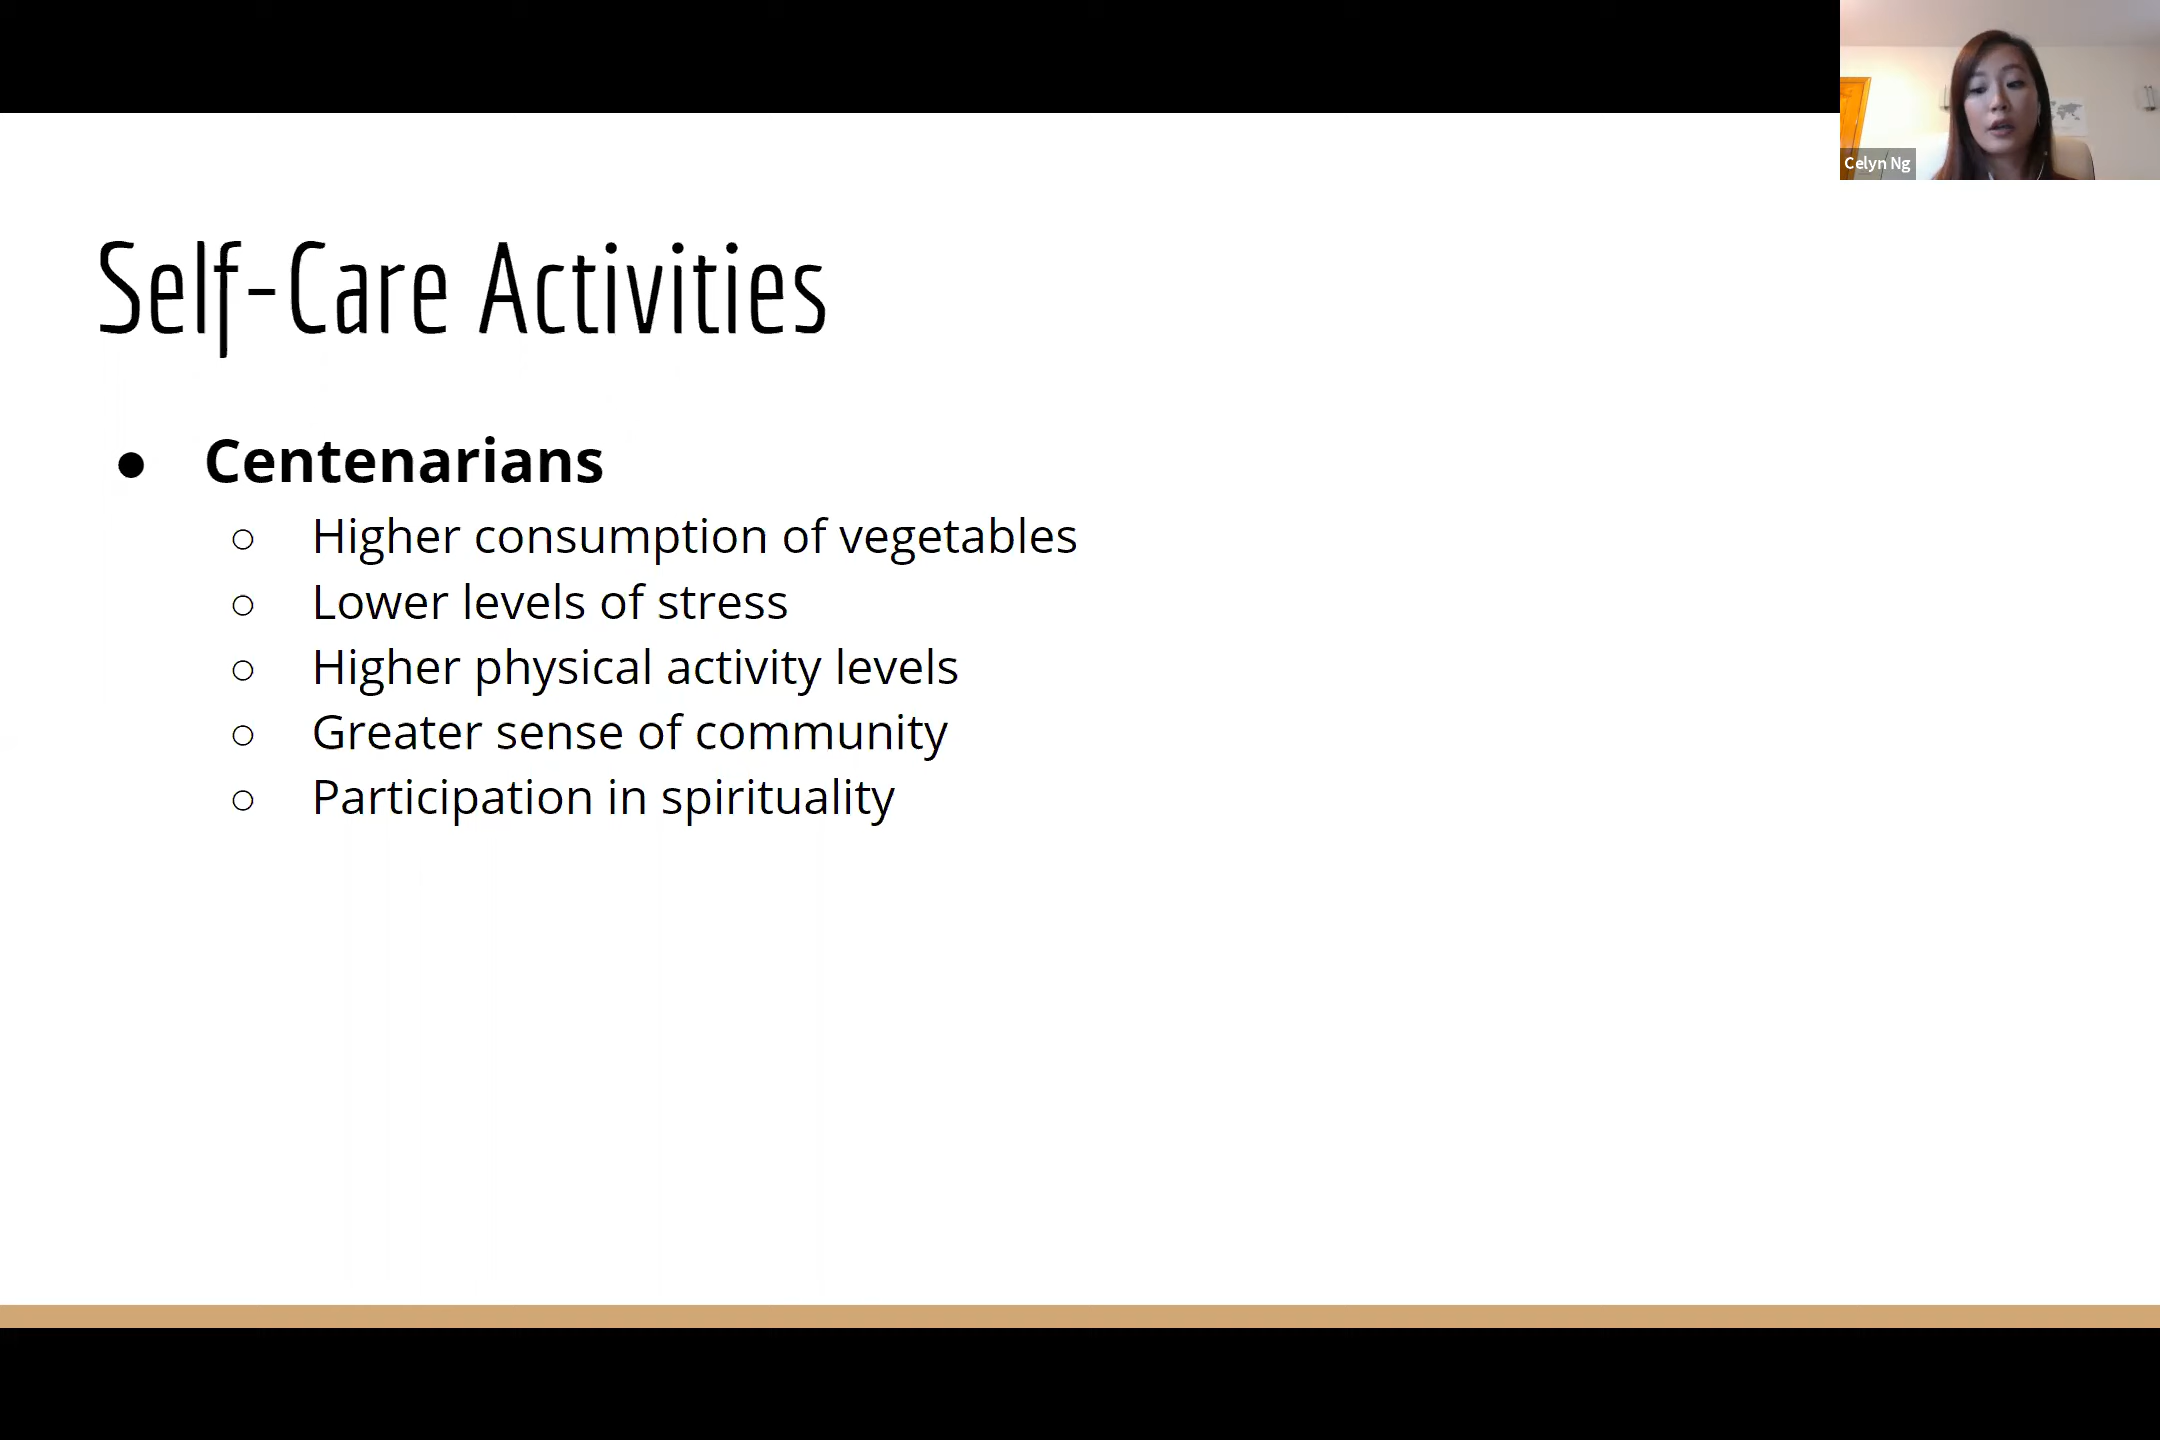 Celyn Ng
Self-Care Activities
● Centenarians
○ Higher consumption of vegetables
○ Lower levels of stress
○ Higher physical activity levels
○ Greater sense of community
○ Participation in spirituality